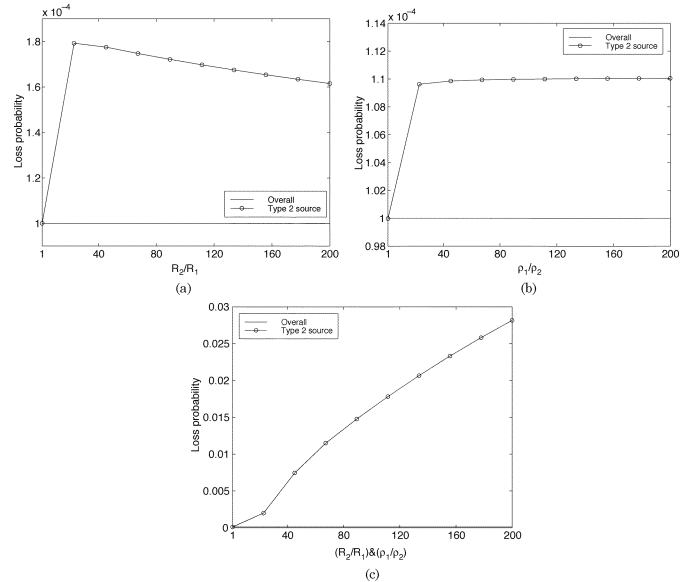 x 10⁻⁴
1.8
1.6
1.4
1.2
1
Loss probability
Overall
Type 2 source
1 40 80 120 160 200
R₂/R₁
(a)
x 10⁻⁴
1.14
1.12
1.1
1.08
1.06
1.04
1.02
1
0.98
Loss probability
Overall
Type 2 source
1 40 80 120 160 200
ρ₁/ρ₂
(b)
0.03
0.025
0.02
0.015
0.01
0.005
0
Loss probability
Overall
Type 2 source
1 40 80 120 160 200
(R₂/R₁)&(ρ₁/ρ₂)
(c)